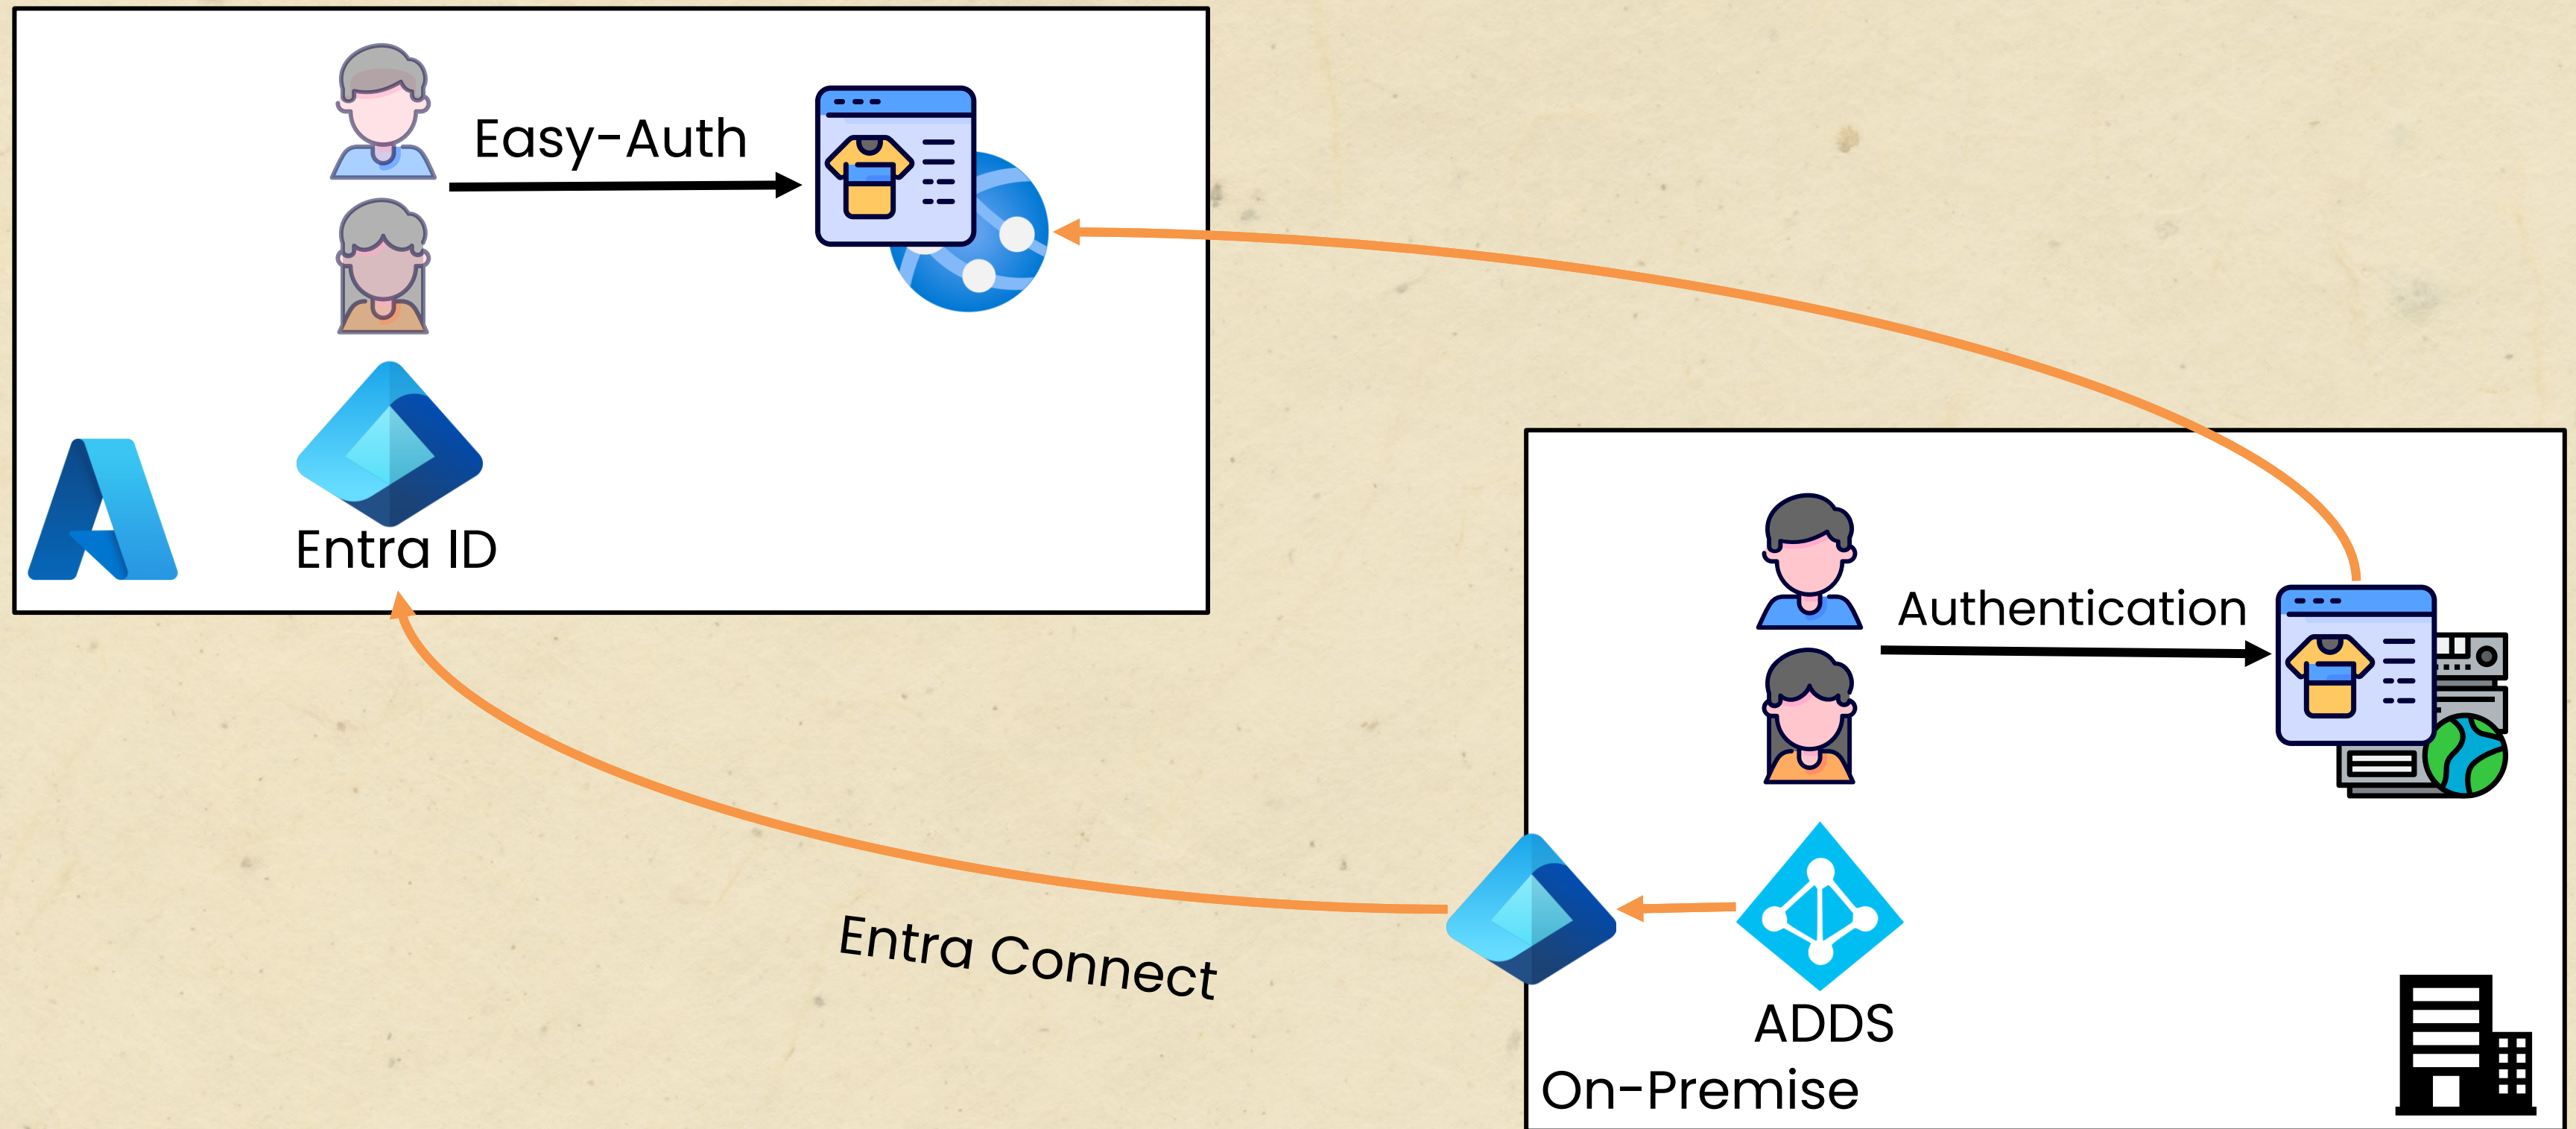 Easy-Auth
Entra ID
Authentication
Entra Connect
ADDS
On-Premise